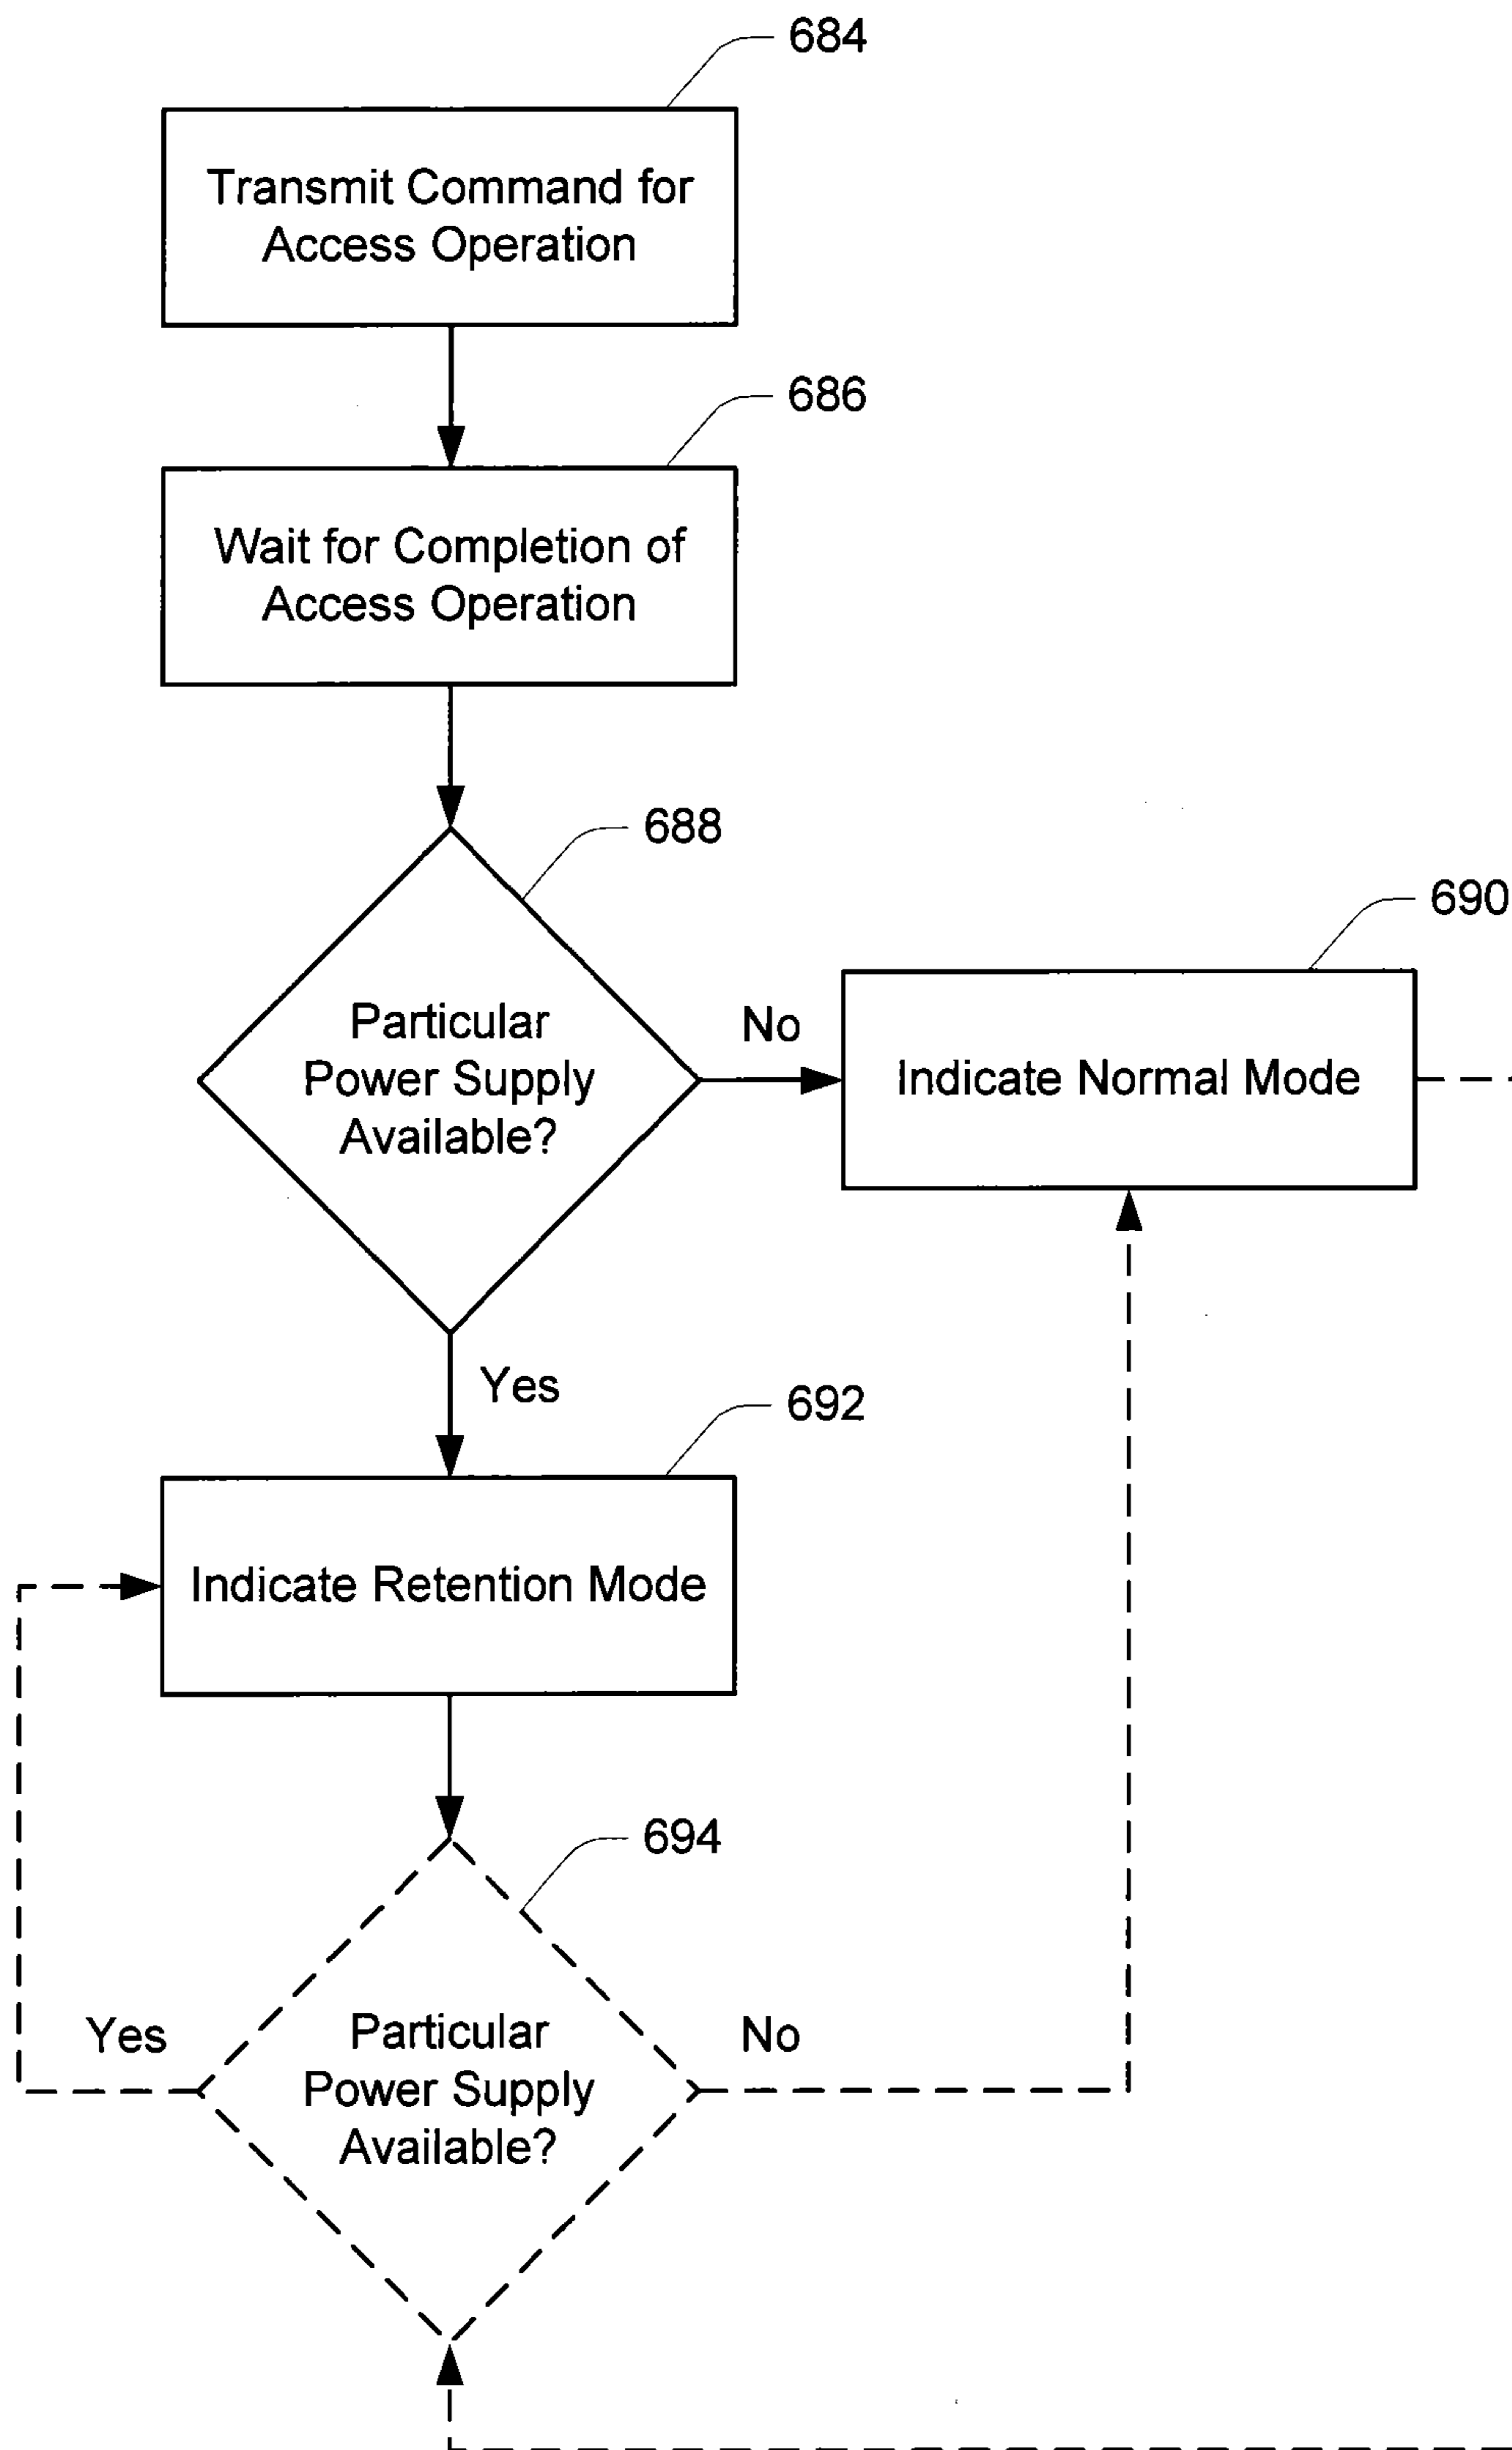 684
Transmit Command for
Access Operation
686
Wait for Completion of
Access Operation
688
Particular
Power Supply
Available?
No
690
Indicate Normal Mode
Yes
692
Indicate Retention Mode
694
Yes
Particular
Power Supply
Available?
No